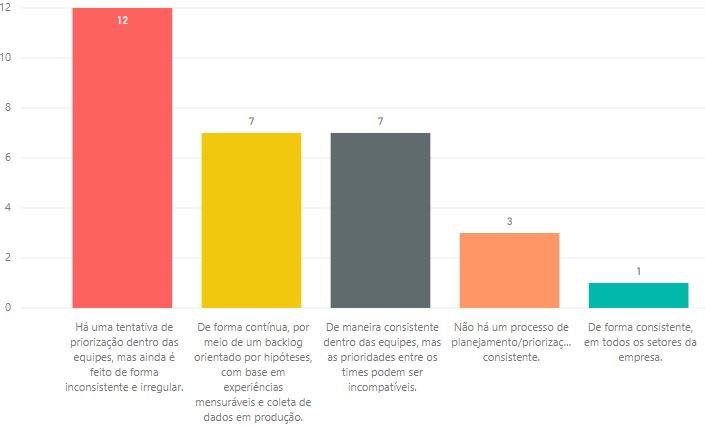 12
10
8
6
4
2
0
12
7
7
3
1
Há uma tentativa de
priorização dentro das
equipes, mas ainda é
feito de forma
inconsistente e irregular.
De forma contínua, por
meio de um backlog
orientado por hipóteses,
com base em
experiências
mensuráveis e coleta de
dados em produção.
De maneira consistente
dentro das equipes, mas
as prioridades entre os
times podem ser
incompatíveis.
Não há um processo de
planejamento/priorizaç...
consistente.
De forma consistente,
em todos os setores da
empresa.